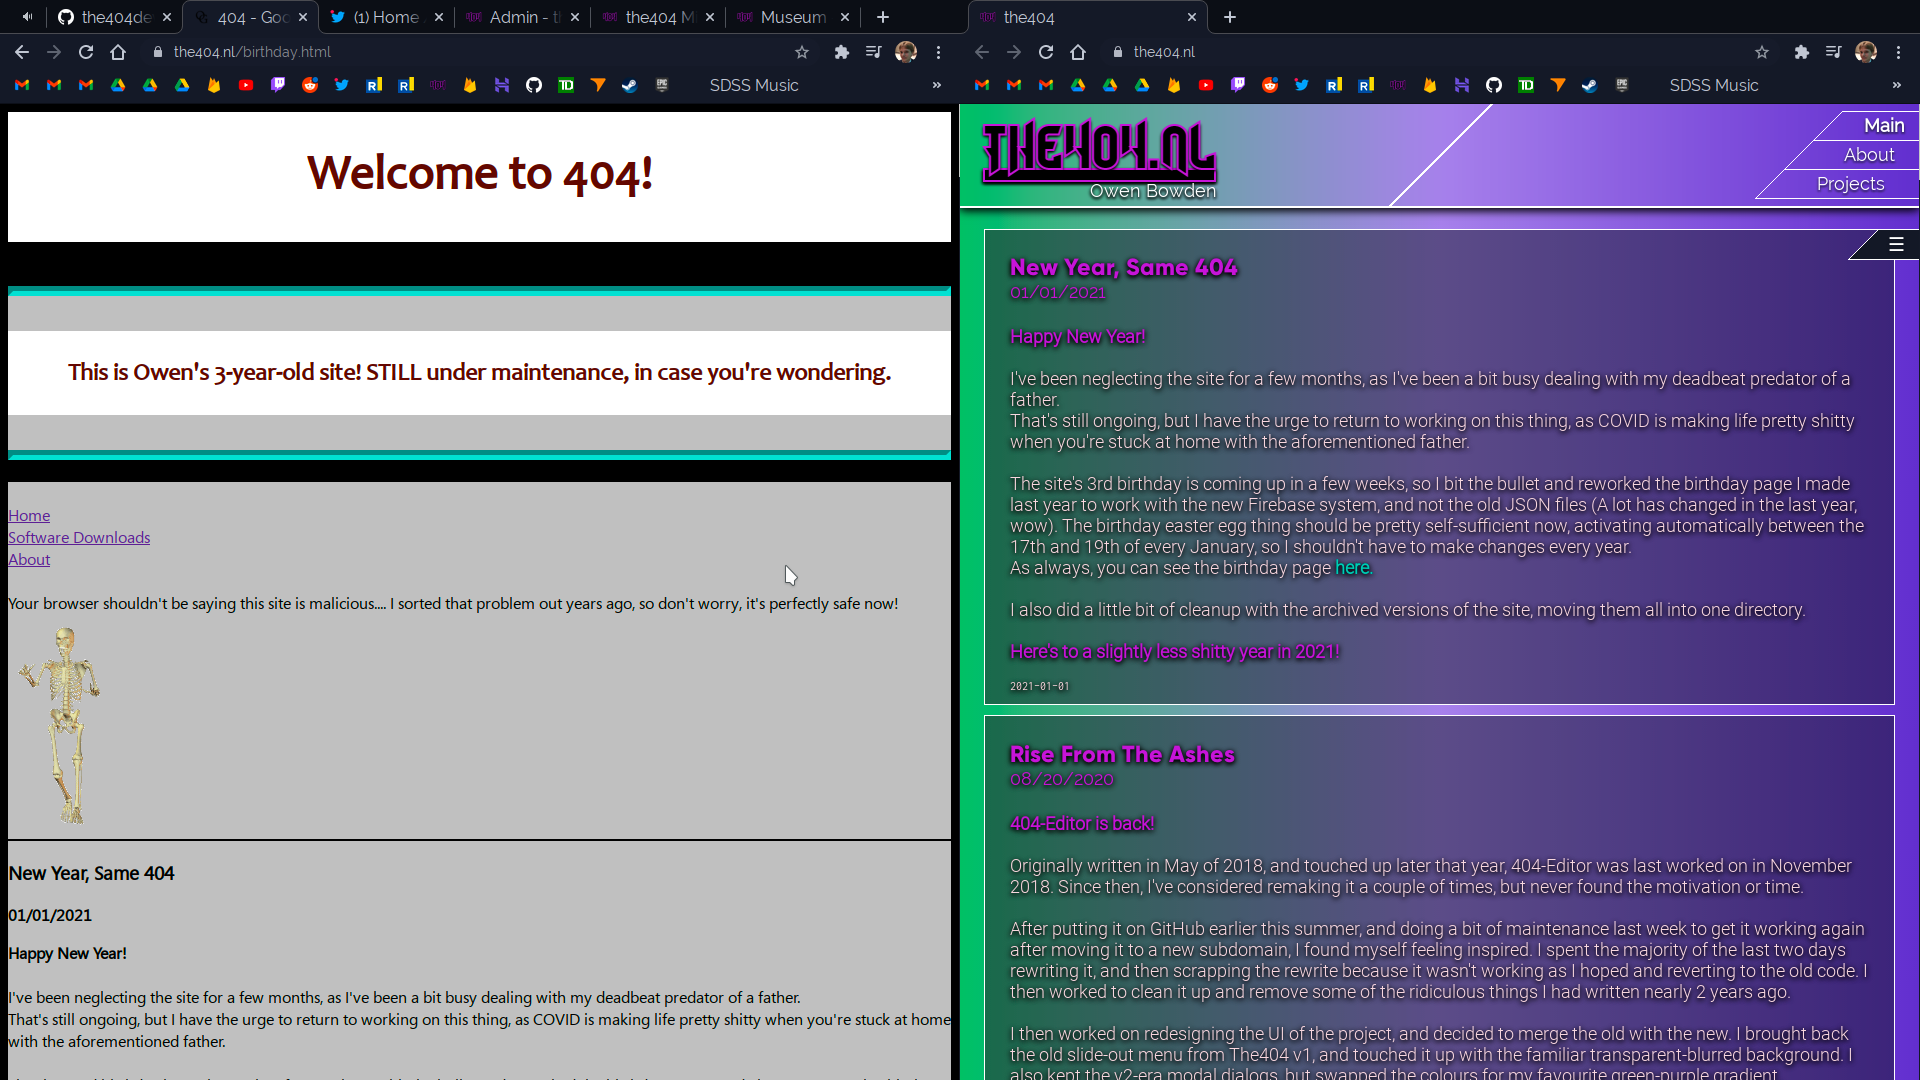 the404de
404 - Goo
(1) Home
Admin - th
the404 M
Museum
the404.nl/birthday.html
SDSS Music
»
Welcome to 404!
This is Owen's 3-year-old site! STILL under maintenance, in case you're wondering.
Home
Software Downloads
About
Your browser shouldn't be saying this site is malicious.... I sorted that problem out years ago, so don't worry, it's perfectly safe now!
New Year, Same 404
01/01/2021
Happy New Year!
I've been neglecting the site for a few months, as I've been a bit busy dealing with my deadbeat predator of a father.
That's still ongoing, but I have the urge to return to working on this thing, as COVID is making life pretty shitty when you're stuck at home
with the aforementioned father.
the404
the404.nl
SDSS Music
»
THE404.NL
Owen Bowden
Main
About
Projects
New Year, Same 404
01/01/2021
Happy New Year!
I've been neglecting the site for a few months, as I've been a bit busy dealing with my deadbeat predator of a
father.
That's still ongoing, but I have the urge to return to working on this thing, as COVID is making life pretty shitty
when you're stuck at home with the aforementioned father.
The site's 3rd birthday is coming up in a few weeks, so I bit the bullet and reworked the birthday page I made
last year to work with the new Firebase system, and not the old JSON files (A lot has changed in the last year,
wow). The birthday easter egg thing should be pretty self-sufficient now, activating automatically between the
17th and 19th of every January, so I shouldn't have to make changes every year.
As always, you can see the birthday page here.
I also did a little bit of cleanup with the archived versions of the site, moving them all into one directory.
Here's to a slightly less shitty year in 2021!
2021-01-01
Rise From The Ashes
08/20/2020
404-Editor is back!
Originally written in May of 2018, and touched up later that year, 404-Editor was last worked on in November
2018. Since then, I've considered remaking it a couple of times, but never found the motivation or time.
After putting it on GitHub earlier this summer, and doing a bit of maintenance last week to get it working again
after moving it to a new subdomain, I found myself feeling inspired. I spent the majority of the last two days
rewriting it, and then scrapping the rewrite because it wasn't working as I hoped and reverting to the old code. I
then worked to clean it up and remove some of the ridiculous things I had written nearly 2 years ago.
I then worked on redesigning the UI of the project, and decided to merge the old with the new. I brought back
the old slide-out menu from The404 v1, and touched it up with the familiar transparent-blurred background. I
also kept the v2-era modal dialogs, but swapped the colours for my favourite green-purple gradient.